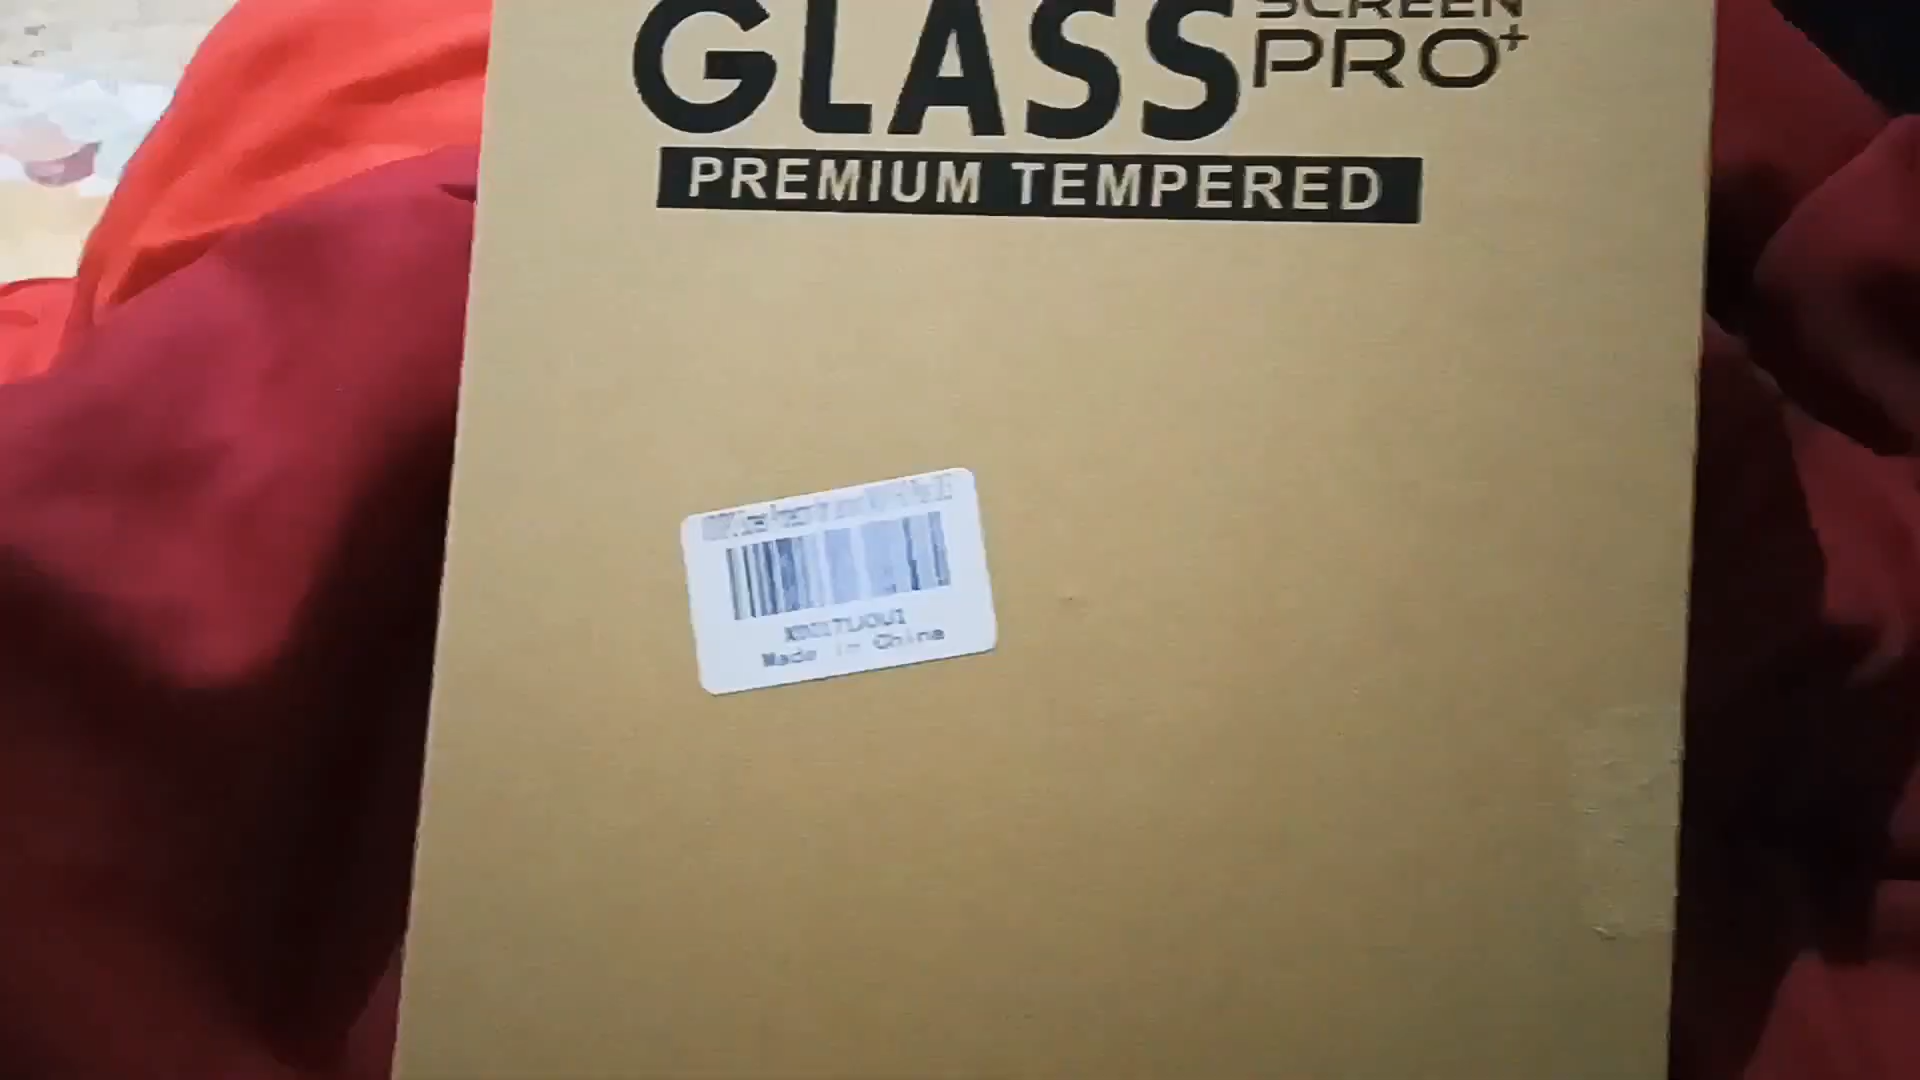 GLASS
SCREEN
PRO+
PREMIUM TEMPERED
Made in China